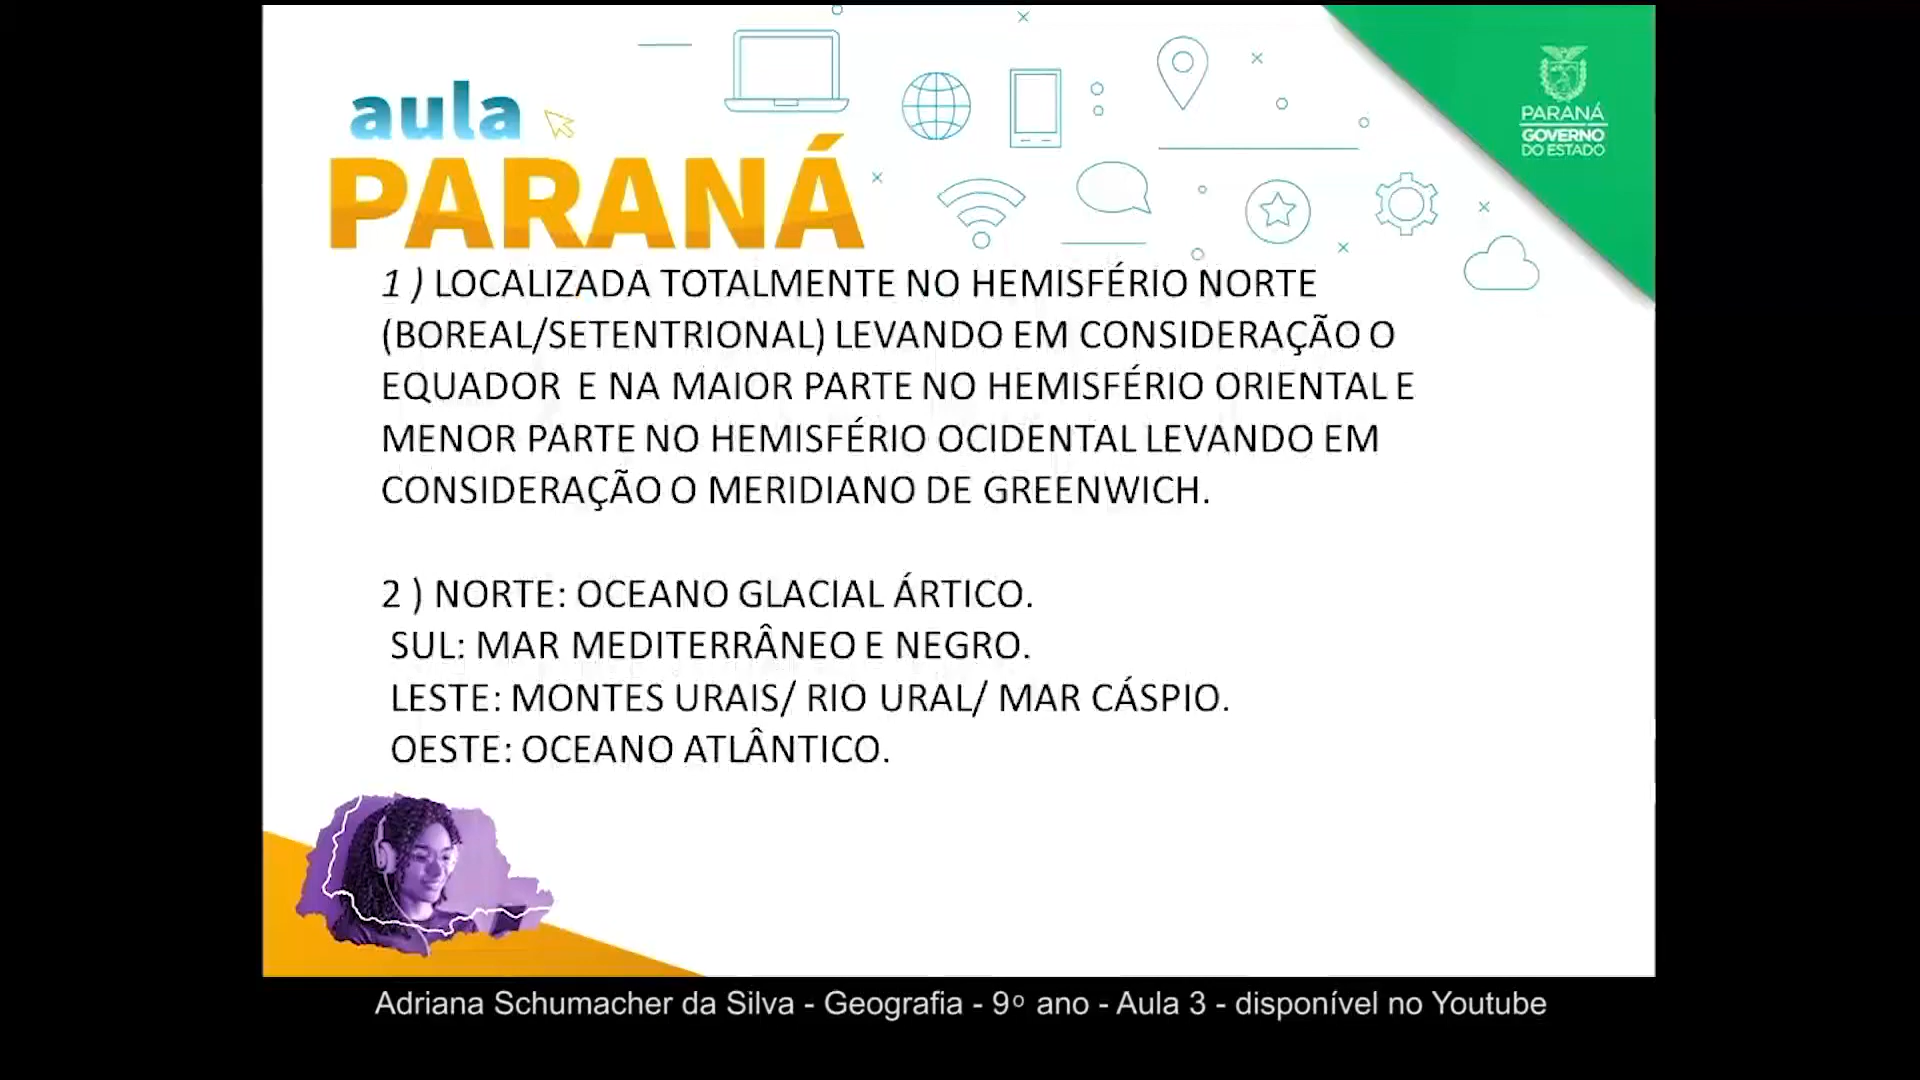 aula
PARANÁ
PARANÁ
GOVERNO
DO ESTADO
1 ) LOCALIZADA TOTALMENTE NO HEMISFÉRIO NORTE
(BOREAL/SETENTRIONAL) LEVANDO EM CONSIDERAÇÃO O
EQUADOR E NA MAIOR PARTE NO HEMISFÉRIO ORIENTAL E
MENOR PARTE NO HEMISFÉRIO OCIDENTAL LEVANDO EM
CONSIDERAÇÃO O MERIDIANO DE GREENWICH.
2 ) NORTE: OCEANO GLACIAL ÁRTICO.
SUL: MAR MEDITERRÂNEO E NEGRO.
LESTE: MONTES URAIS/ RIO URAL/ MAR CÁSPIO.
OESTE: OCEANO ATLÂNTICO.
Adriana Schumacher da Silva - Geografia - 9º ano - Aula 3 - disponível no Youtube